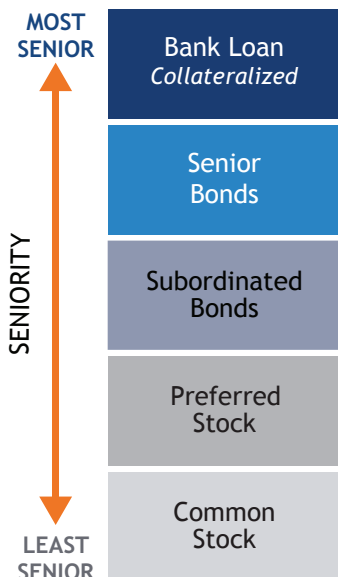 MOST
SENIOR
Bank Loan
Collateralized
Senior
Bonds
SENIORITY
Subordinated
Bonds
Preferred
Stock
Common
Stock
LEAST
SENIOR